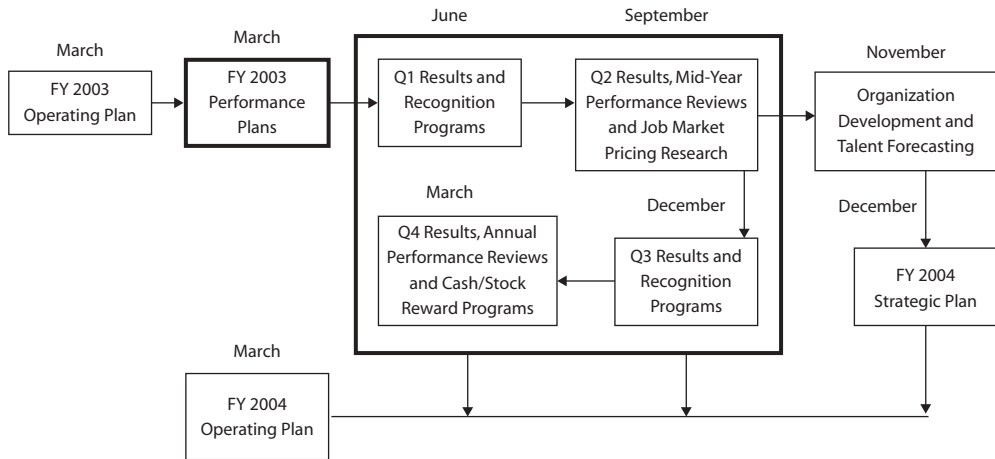 March
FY 2003
Operating Plan
March
FY 2003
Performance
Plans
June
Q1 Results and
Recognition
Programs
September
Q2 Results, Mid-Year
Performance Reviews
and Job Market
Pricing Research
November
Organization
Development and
Talent Forecasting
March
Q4 Results, Annual
Performance Reviews
and Cash/Stock
Reward Programs
December
Q3 Results and
Recognition
Programs
December
FY 2004
Strategic Plan
March
FY 2004
Operating Plan